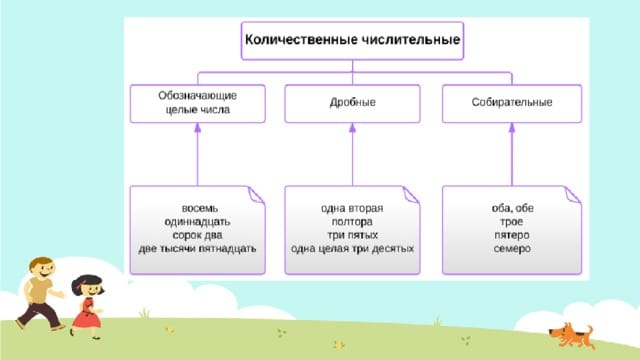 Количественные числительные
Обозначающие
целые числа
Дробные
Собирательные
восемь
одиннадцать
сорок два
две тысячи пятнадцать
одна вторая
полтора
три пятых
одна целая три десятых
оба, обе
трое
пятеро
семеро